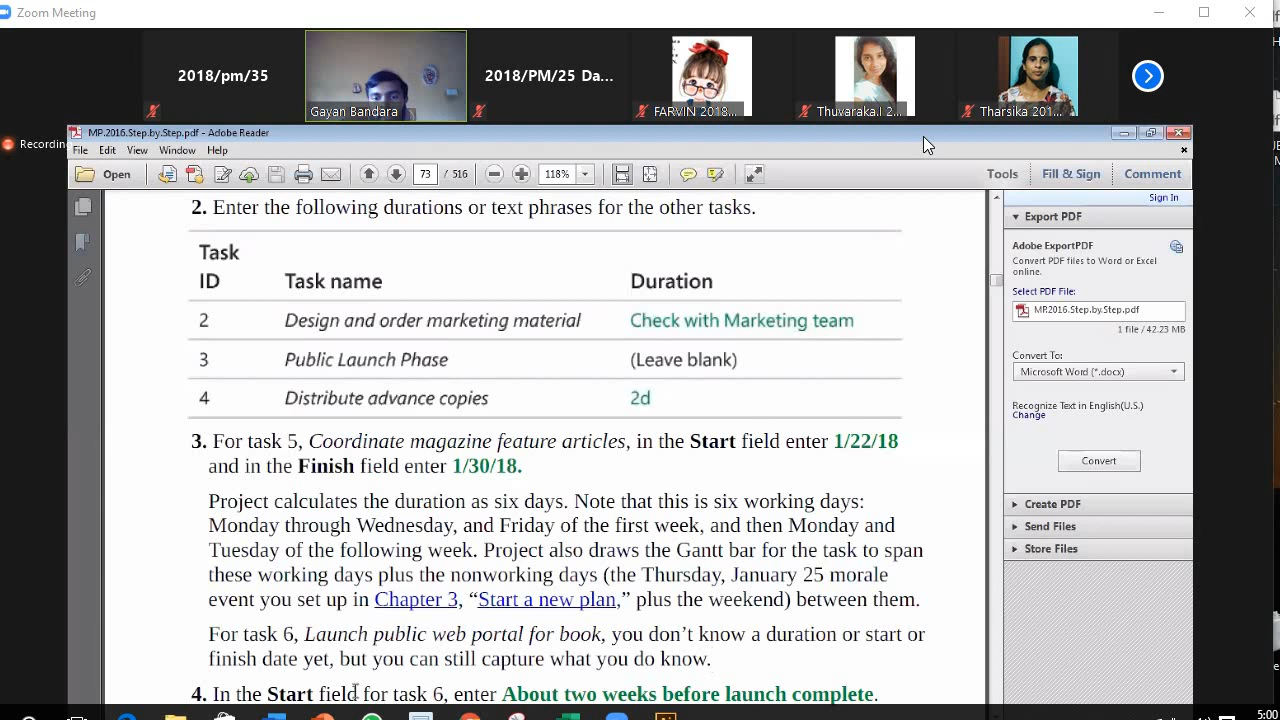 Zoom Meeting
2018/pm/35
Gayan Bandara
2018/PM/25 Da...
FARVIN 2018...
Thuvaraka.I 2...
Tharsika 201...
Recording
MP.2016.Step.by.Step.pdf - Adobe Reader
File Edit View Window Help
Open 73 / 516 118% Tools Fill & Sign Comment
Sign In
2. Enter the following durations or text phrases for the other tasks.
Task
ID Task name Duration
2 Design and order marketing material Check with Marketing team
3 Public Launch Phase (Leave blank)
4 Distribute advance copies 2d
3. For task 5, Coordinate magazine feature articles, in the Start field enter 1/22/18
and in the Finish field enter 1/30/18.
Project calculates the duration as six days. Note that this is six working days:
Monday through Wednesday, and Friday of the first week, and then Monday and
Tuesday of the following week. Project also draws the Gantt bar for the task to span
these working days plus the nonworking days (the Thursday, January 25 morale
event you set up in Chapter 3, “Start a new plan,” plus the weekend) between them.
For task 6, Launch public web portal for book, you don’t know a duration or start or
finish date yet, but you can still capture what you do know.
4. In the Start field for task 6, enter About two weeks before launch complete.
Export PDF
Adobe ExportPDF
Convert PDF files to Word or Excel
online.
Select PDF File:
MP.2016.Step.by.Step.pdf
1 file / 42.23 MB
Convert To:
Microsoft Word (*.docx)
Recognize Text in English(U.S.)
Change
Convert
Create PDF
Send Files
Store Files
5:00